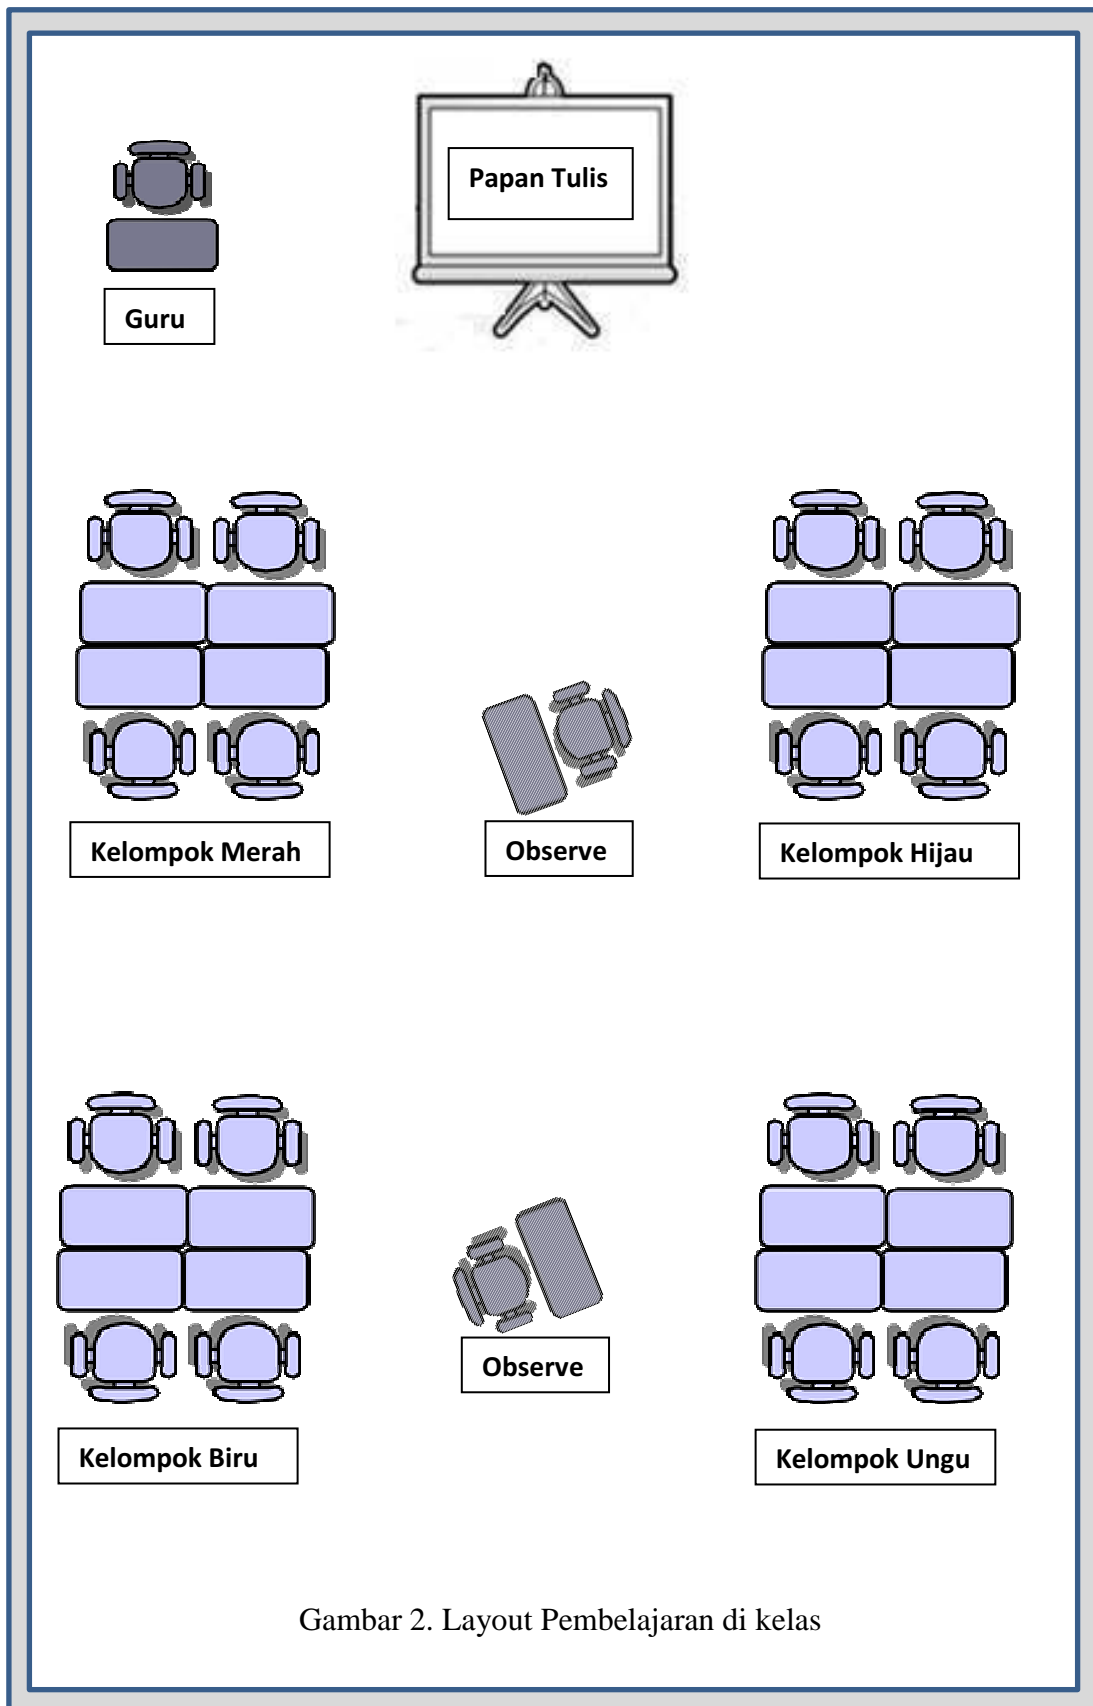 Papan Tulis
Guru
Kelompok Merah
Observe
Kelompok Hijau
Observe
Kelompok Biru
Kelompok Ungu
Gambar 2. Layout Pembelajaran di kelas